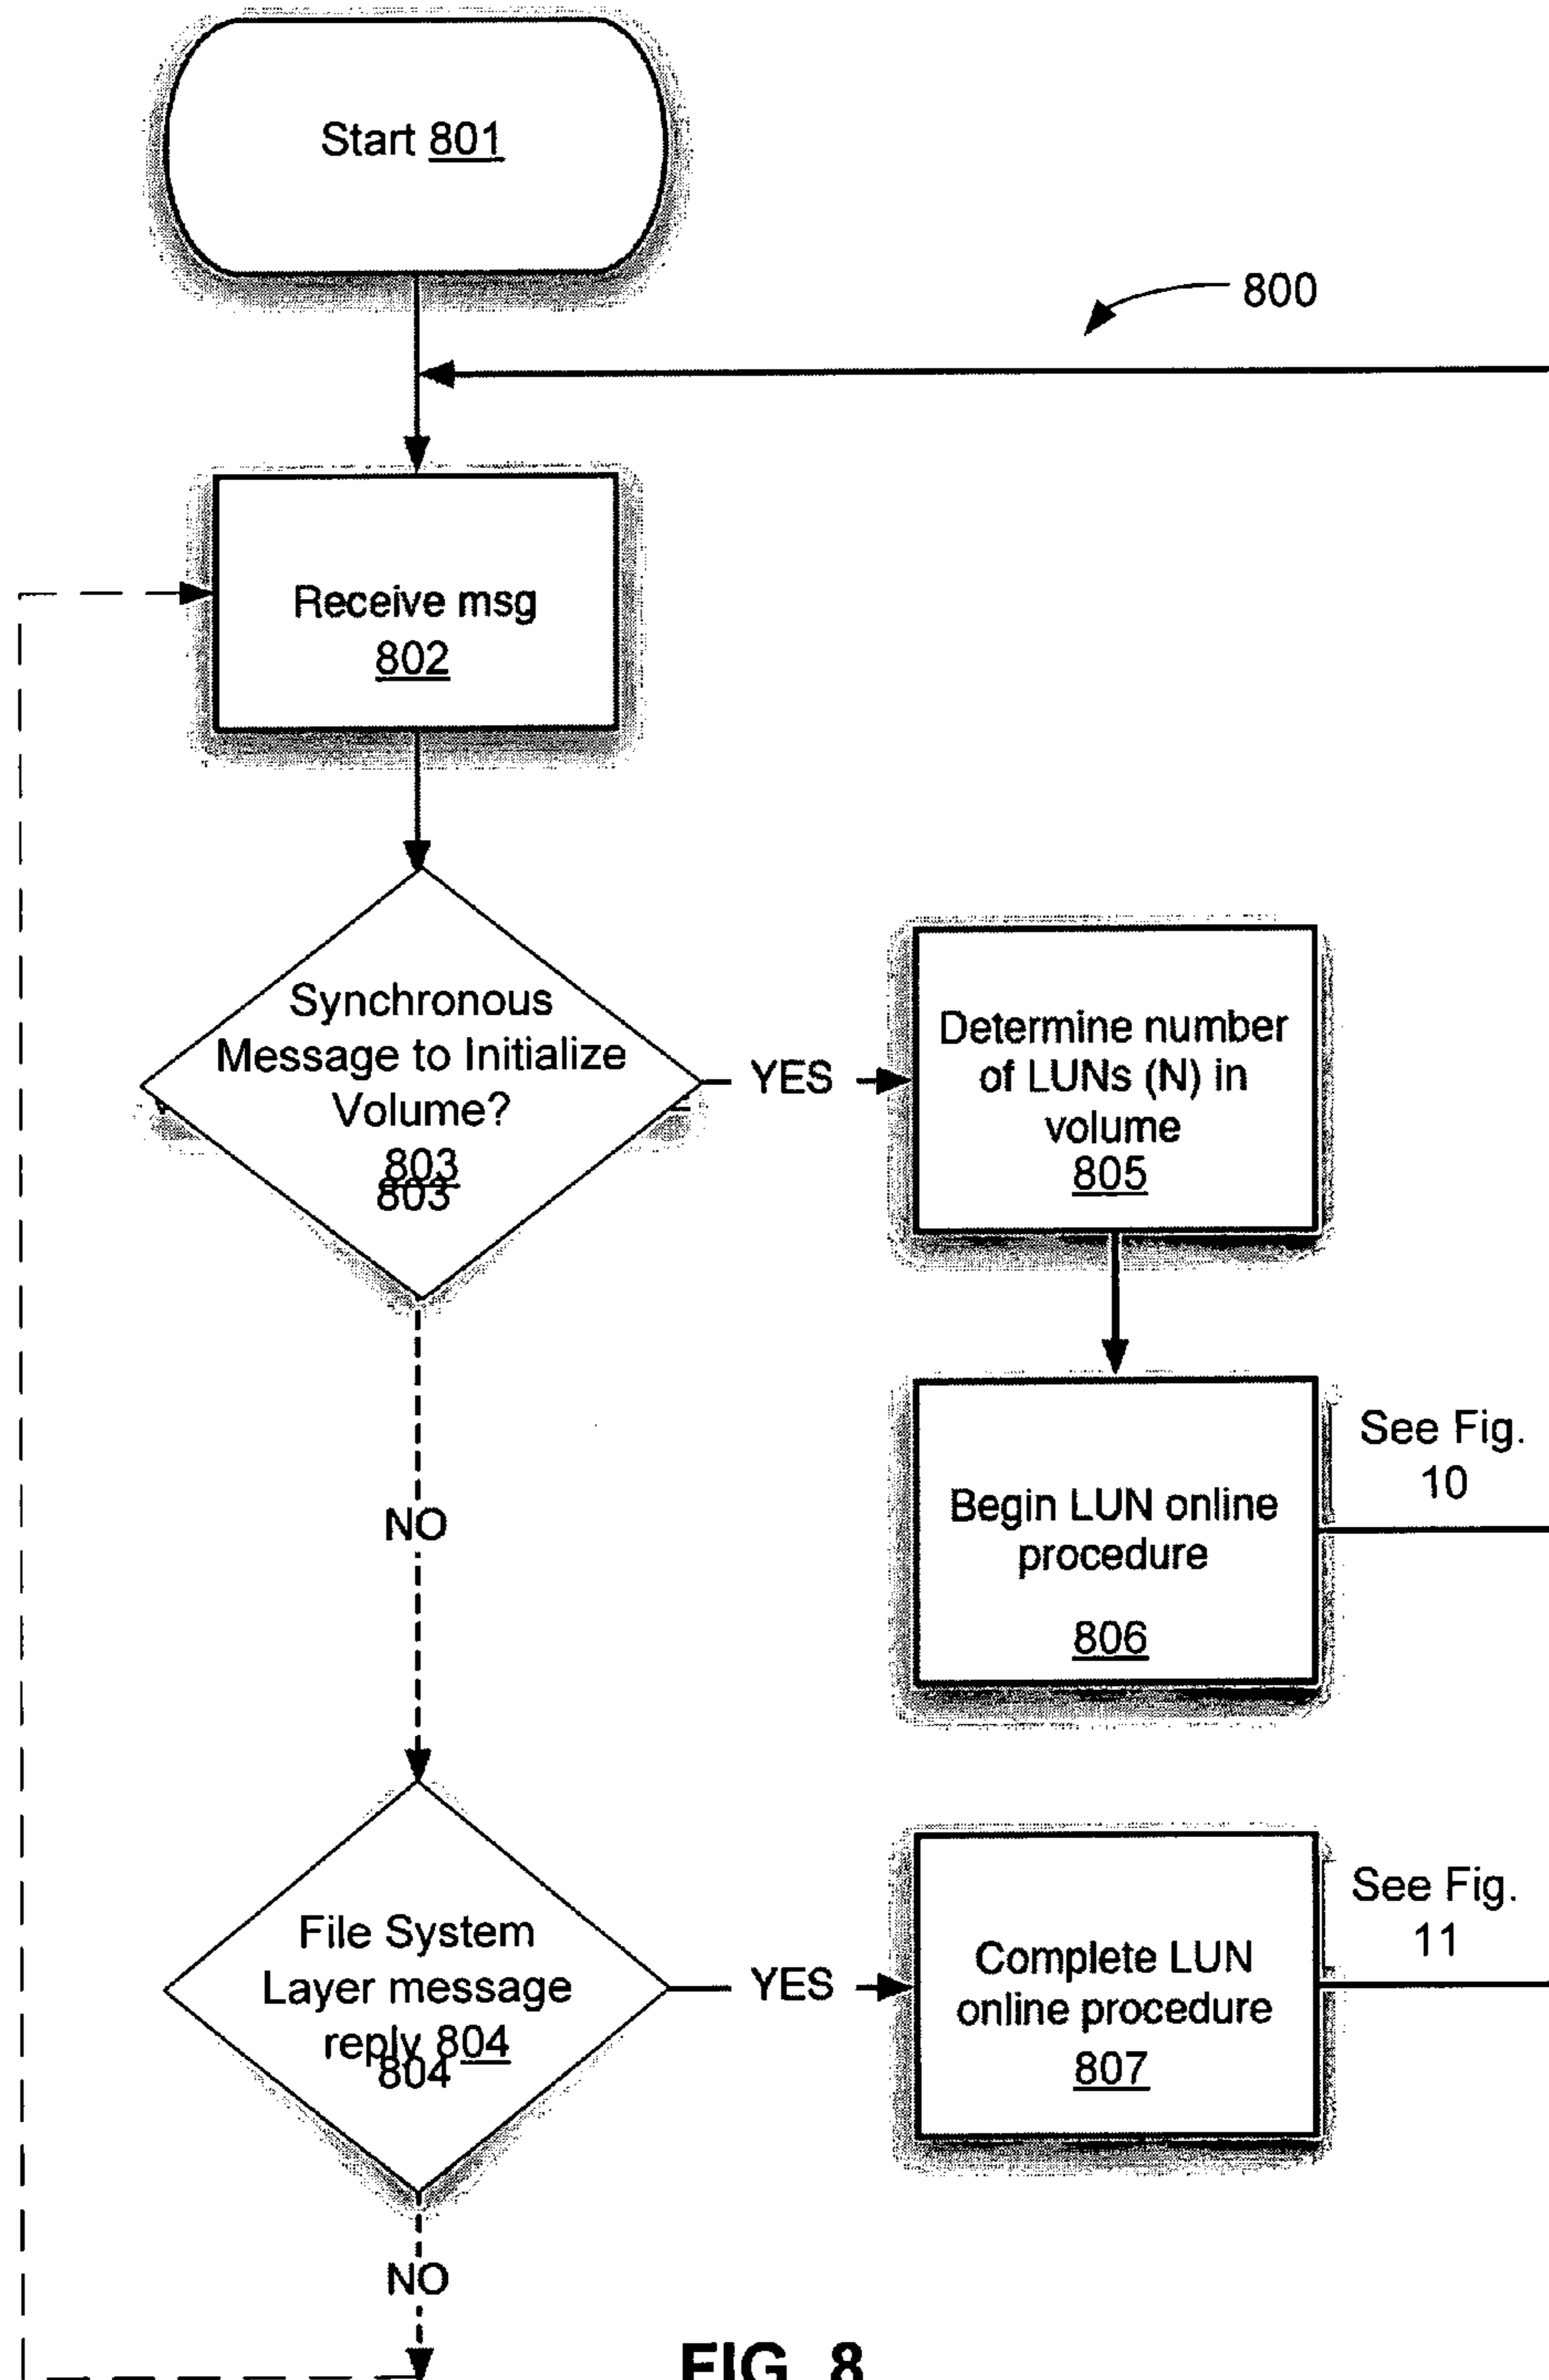 Start 801
800
Receive msg
802
Synchronous
Message to Initialize
Volume?
803
803
YES
Determine number
of LUNs (N) in
volume
805
NO
Begin LUN online
procedure
806
See Fig.
10
File System
Layer message
reply 804
804
YES
Complete LUN
online procedure
807
See Fig.
11
NO
FIG. 8